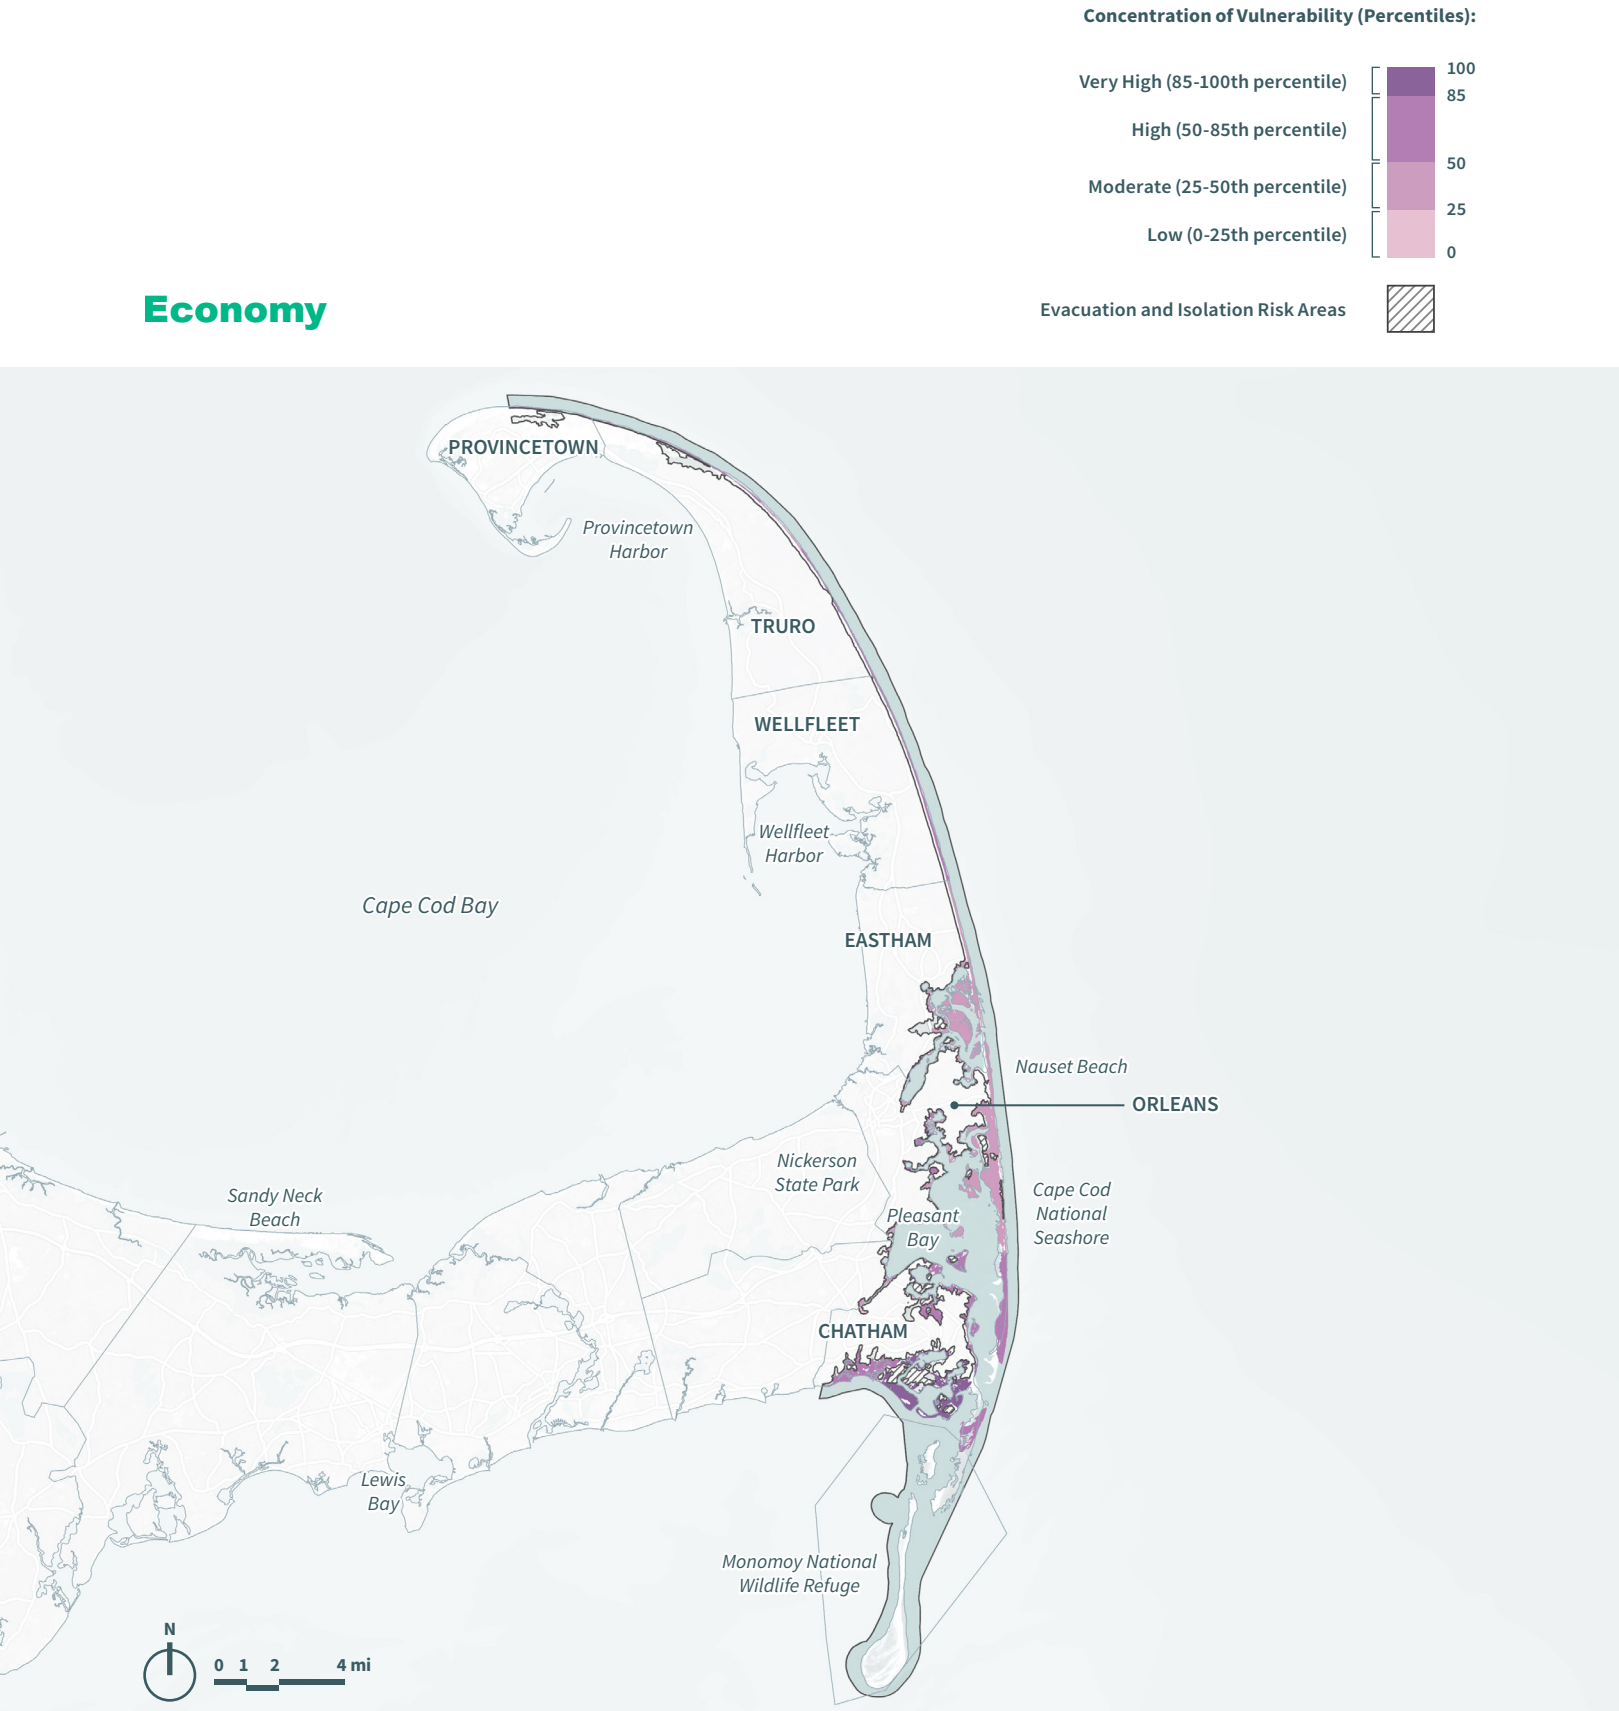 Concentration of Vulnerability (Percentiles):
Very High (85-100th percentile)
100
85
High (50-85th percentile)
50
Moderate (25-50th percentile)
25
Low (0-25th percentile)
0
Economy
Evacuation and Isolation Risk Areas
PROVINCETOWN
Provincetown
Harbor
TRURO
WELLFLEET
Wellfleet
Harbor
Cape Cod Bay
EASTHAM
Nauset Beach
ORLEANS
Nickerson
State Park
Sandy Neck
Beach
Cape Cod
National
Seashore
Pleasant
Bay
CHATHAM
Lewis
Bay
Monomoy National
Wildlife Refuge
N
0 1 2 4 mi